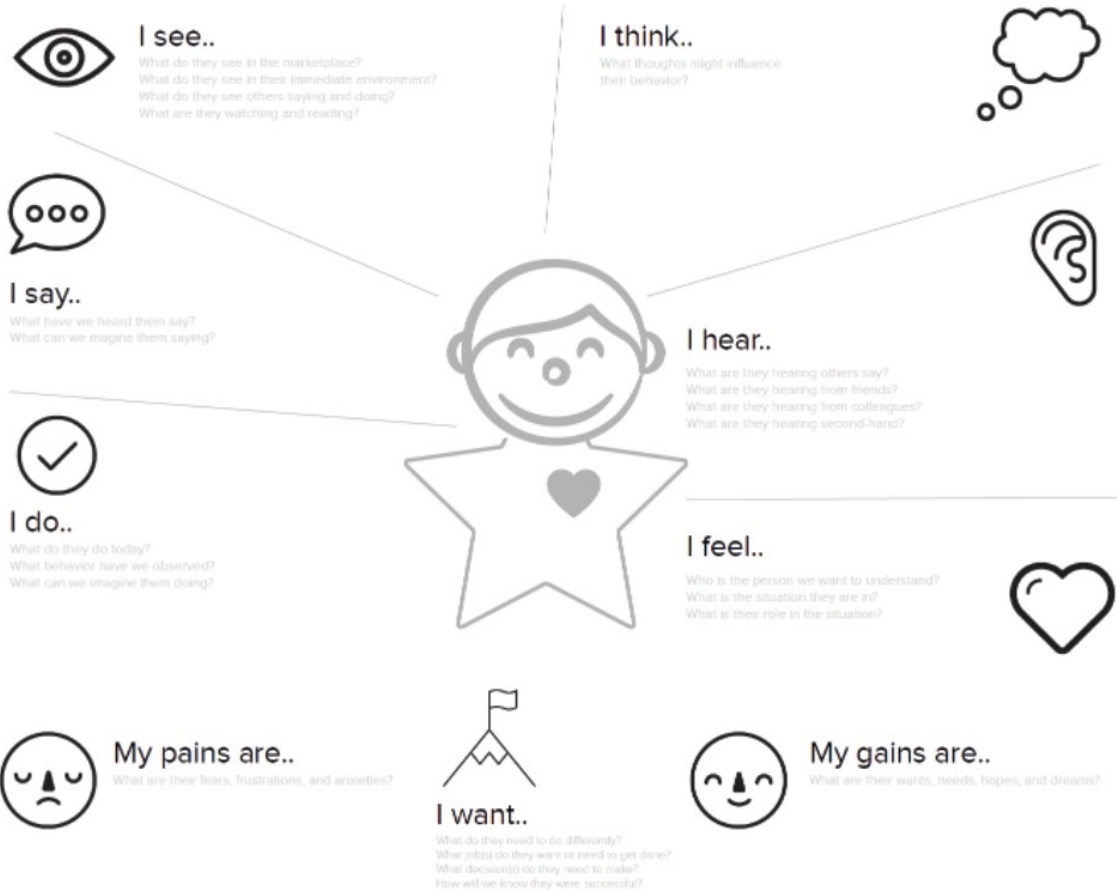 I see..
What do they see in the marketplace?
What do they see in their immediate environment?
What do they see others saying and doing?
What are they watching and reading?
I think..
What thoughts might influence
their behavior?
I say..
What have we heard them say?
What can we magine them saying?
I hear..
What are they hearing others say?
What are they hearing from friends?
What are they hearing from colleagues?
What are they hearing second-hand?
I do..
What do they do today?
What behavior have we observed?
What can we imagine them doing?
I feel..
Who is the person we want to understand?
What is the situation they are in?
What is their role in the situation?
My pains are..
What are their fears, frustrations, and anxieties?
I want..
What do they need to do differently?
What job(s) do they want or need to get done?
What decision(s) do they need to make?
How will we know they were successful?
My gains are..
What are their wants, needs, hopes, and dreams?